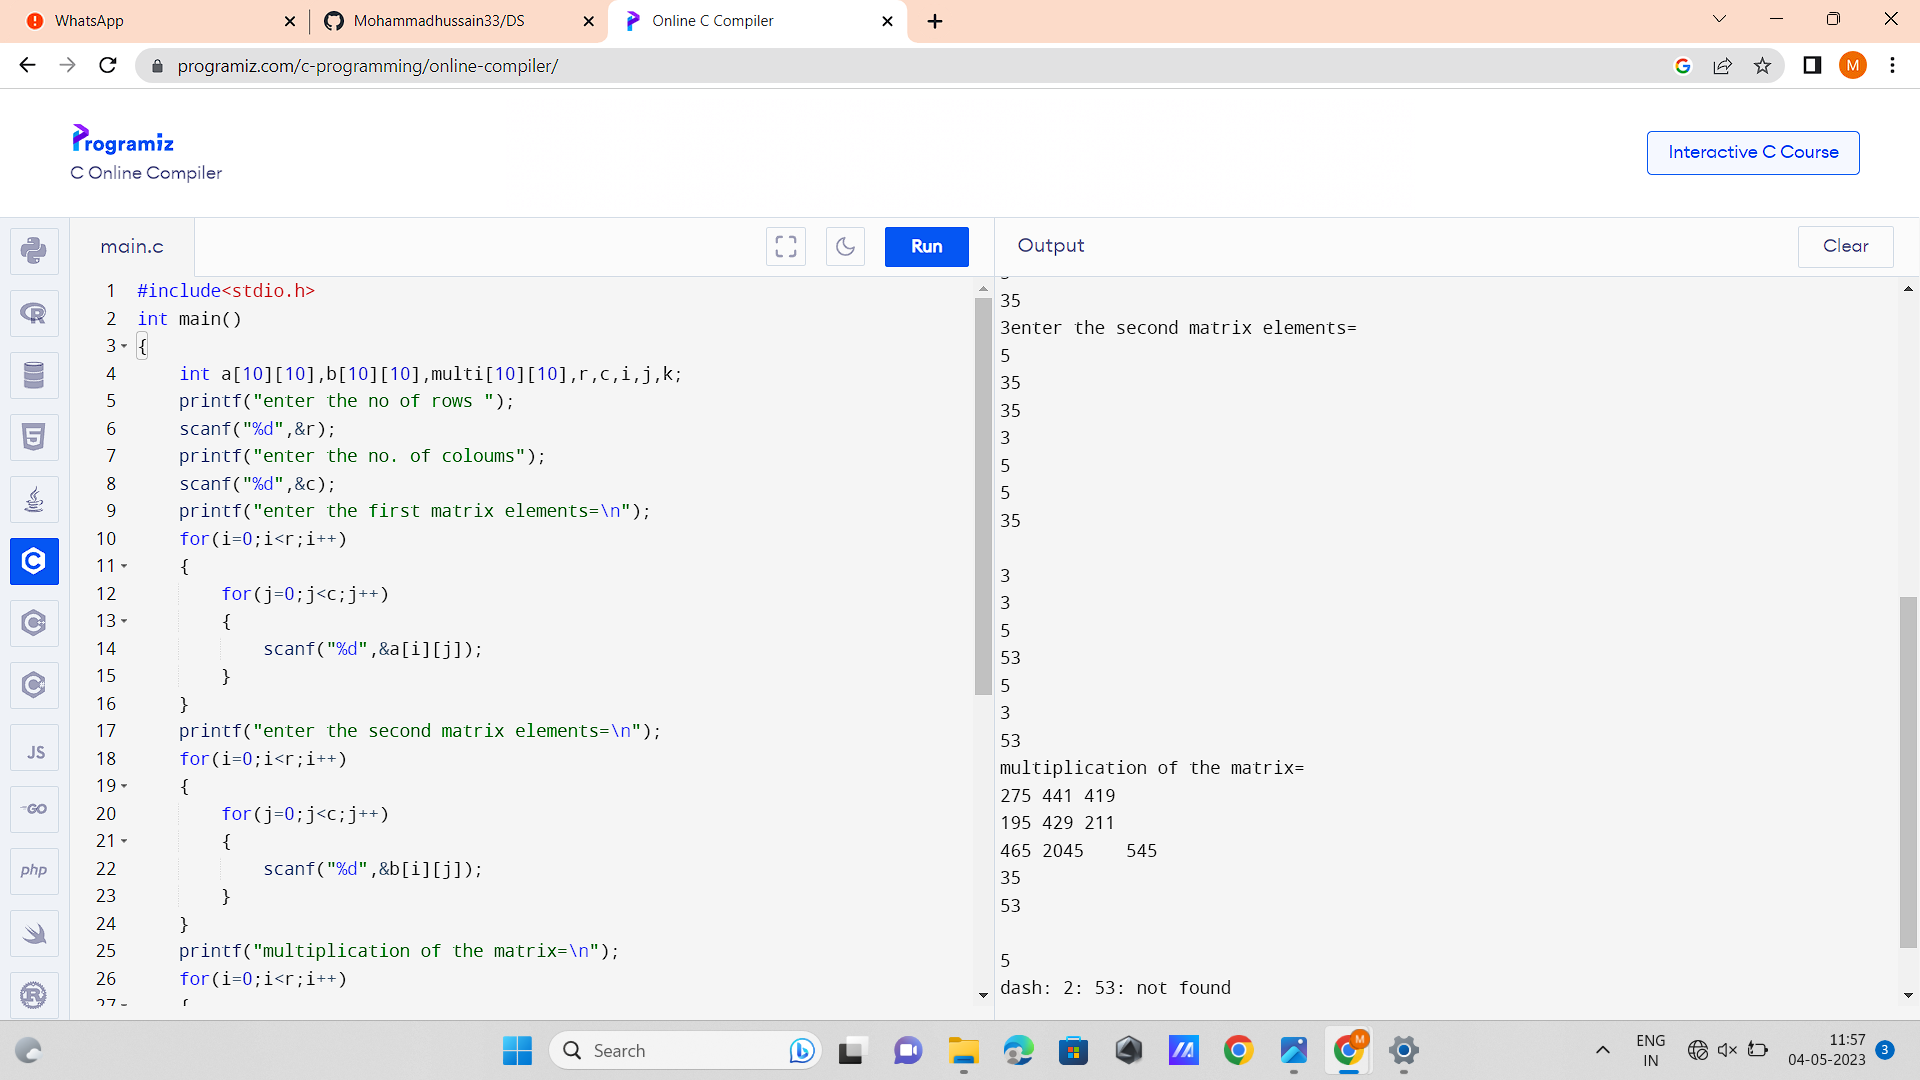 WhatsApp
Mohammadhussain33/DS
Online C Compiler
programiz.com/c-programming/online-compiler/
M
Programiz
C Online Compiler
Interactive C Course
main.c
Run
Output
Clear
1 #include<stdio.h>
2 int main()
3 {
4 int a[10][10],b[10][10],multi[10][10],r,c,i,j,k;
5 printf("enter the no of rows ");
6 scanf("%d",&r);
7 printf("enter the no. of coloums");
8 scanf("%d",&c);
9 printf("enter the first matrix elements=\n");
10 for(i=0;i<r;i++)
11 {
12 for(j=0;j<c;j++)
13 {
14 scanf("%d",&a[i][j]);
15 }
16 }
17 printf("enter the second matrix elements=\n");
18 for(i=0;i<r;i++)
19 {
20 for(j=0;j<c;j++)
21 {
22 scanf("%d",&b[i][j]);
23 }
24 }
25 printf("multiplication of the matrix=\n");
26 for(i=0;i<r;i++)
27 {
35
3enter the second matrix elements=
5
35
35
3
5
5
35
3
3
5
53
5
3
53
multiplication of the matrix=
275 441 419
195 429 211
465 2045 545
35
53
5
dash: 2: 53: not found
JS
GO
php
Search
M
ENG
IN
11:57
04-05-2023
3